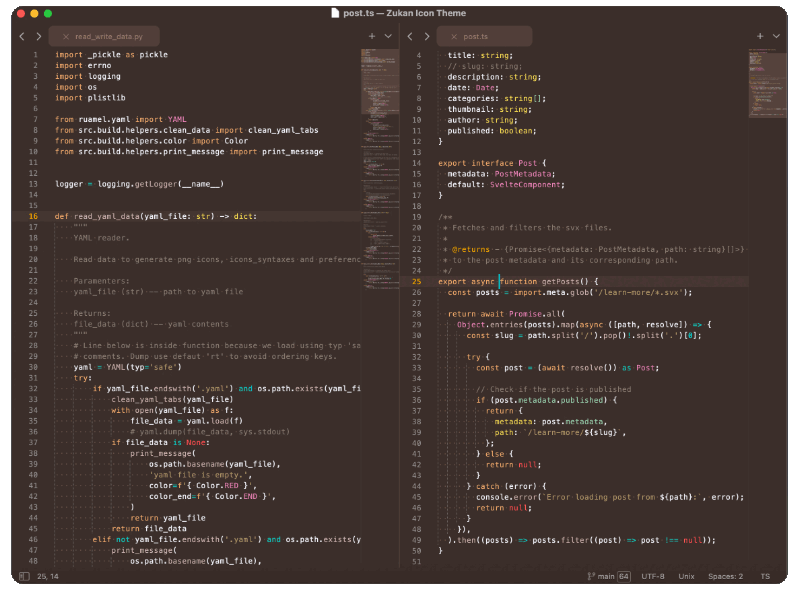 post.ts — Zukan Icon Theme
read_write_data.py
1 import _pickle as pickle
2 import errno
3 import logging
4 import os
5 import plistlib
6
7 from ruamel.yaml import YAML
8 from src.build.helpers.clean_data import clean_yaml_tabs
9 from src.build.helpers.color import Color
10 from src.build.helpers.print_message import print_message
11
12
13 logger = logging.getLogger(__name__)
14
15
16 def read_yaml_data(yaml_file: str) -> dict:
17 """
18 YAML reader.
19
20 Read data to generate png icons, icons_syntaxes and preferenc
21
22 Paramenters:
23 yaml_file (str) -- path to yaml file
24
25 Returns:
26 file_data (dict) -- yaml contents
27 """
28 # Line below is inside function because we load using typ 'sa
29 # comments. Dump use defaut 'rt' to avoid ordering keys.
30 yaml = YAML(typ='safe')
31 try:
32 if yaml_file.endswith('.yaml') and os.path.exists(yaml_fi
33 clean_yaml_tabs(yaml_file)
34 with open(yaml_file) as f:
35 file_data = yaml.load(f)
36 # yaml.dump(file_data, sys.stdout)
37 if file_data is None:
38 print_message(
39 os.path.basename(yaml_file),
40 'yaml file is empty.',
41 color=f'{ Color.RED }',
42 color_end=f'{ Color.END }',
43 )
44 return yaml_file
45 return file_data
46 elif not yaml_file.endswith('.yaml') and os.path.exists(y
47 print_message(
48 os.path.basename(yaml_file),
post.ts
4 title: string;
5 // slug: string;
6 description: string;
7 date: Date;
8 categories: string[];
9 thumbnail: string;
10 author: string;
11 published: boolean;
12 }
13
14 export interface Post {
15 metadata: PostMetadata;
16 default: SvelteComponent;
17 }
18
19 /**
20 * Fetches and filters the svx files.
21 *
22 * @returns – {Promise<{metadata: PostMetadata, path: string}[]>}
23 * to the post metadata and its corresponding path.
24 */
25 export async function getPosts() {
26 const posts = import.meta.glob('/learn-more/*.svx');
27
28 return await Promise.all(
29 Object.entries(posts).map(async ([path, resolve]) => {
30 const slug = path.split('/').pop()!.split('.')[0];
31
32 try {
33 const post = (await resolve()) as Post;
34
35 // Check if the post is published
36 if (post.metadata.published) {
37 return {
38 metadata: post.metadata,
39 path: `/learn-more/${slug}`,
40 };
41 } else {
42 return null;
43 }
44 } catch (error) {
45 console.error(`Error loading post from ${path}:`, error);
46 return null;
47 }
48 }),
49 ).then((posts) => posts.filter((post) => post !== null));
50 }
51
25, 14
main 64 UTF-8 Unix Spaces: 2 TS